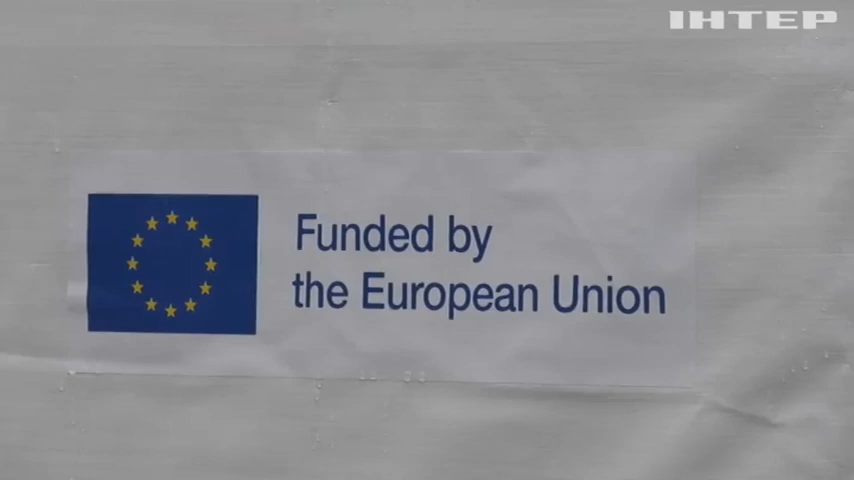 ІНТЕР
Funded by
the European Union